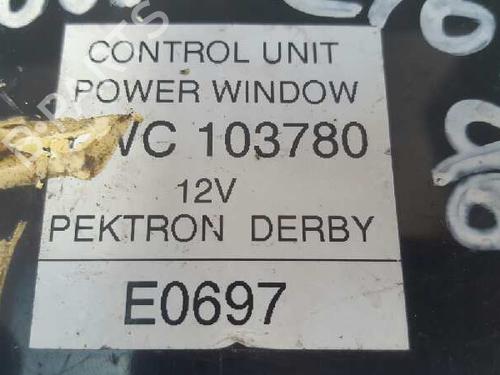 CONTROL UNIT
POWER WINDOW
VC 103780
12V
PEKTRON DERBY
E0697